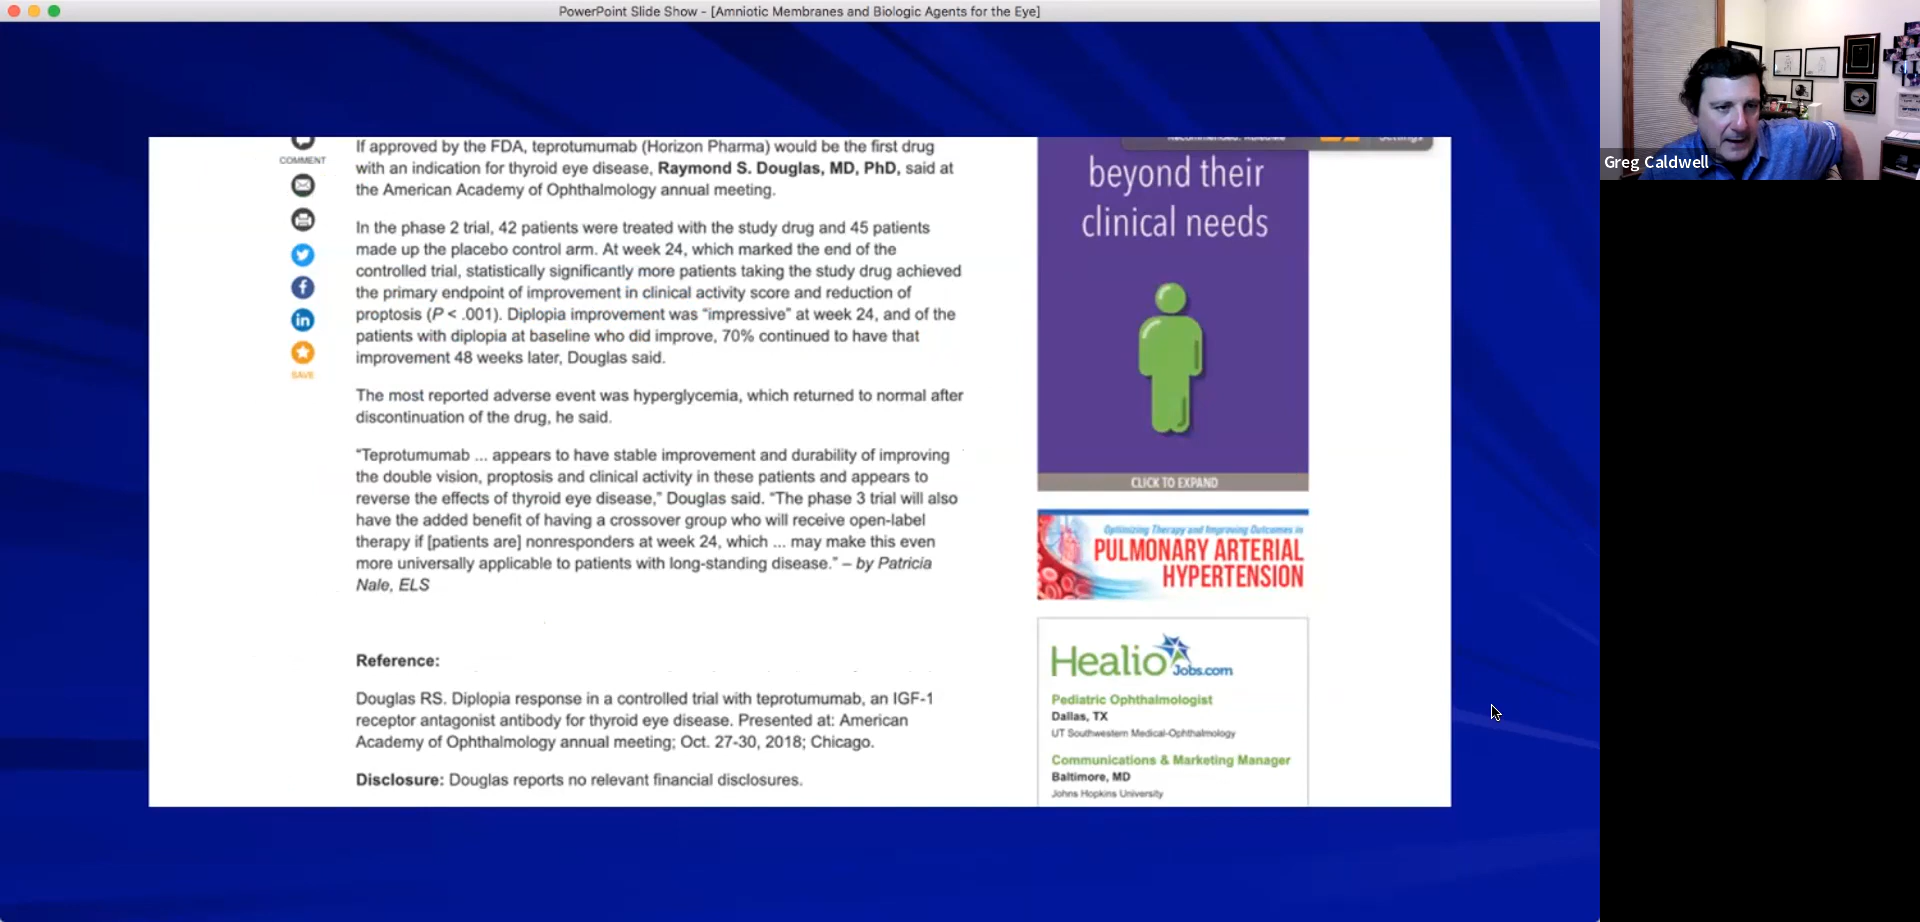 PowerPoint Slide Show - [Amniotic Membranes and Biologic Agents for the Eye]
COMMENT
SAVE
If approved by the FDA, teprotumumab (Horizon Pharma) would be the first drug
with an indication for thyroid eye disease, Raymond S. Douglas, MD, PhD, said at
the American Academy of Ophthalmology annual meeting.
In the phase 2 trial, 42 patients were treated with the study drug and 45 patients
made up the placebo control arm. At week 24, which marked the end of the
controlled trial, statistically significantly more patients taking the study drug achieved
the primary endpoint of improvement in clinical activity score and reduction of
proptosis (P < .001). Diplopia improvement was “impressive” at week 24, and of the
patients with diplopia at baseline who did improve, 70% continued to have that
improvement 48 weeks later, Douglas said.
The most reported adverse event was hyperglycemia, which returned to normal after
discontinuation of the drug, he said.
“Teprotumumab ... appears to have stable improvement and durability of improving
the double vision, proptosis and clinical activity in these patients and appears to
reverse the effects of thyroid eye disease,” Douglas said. “The phase 3 trial will also
have the added benefit of having a crossover group who will receive open-label
therapy if [patients are] nonresponders at week 24, which ... may make this even
more universally applicable to patients with long-standing disease.” – by Patricia
Nale, ELS
Reference:
Douglas RS. Diplopia response in a controlled trial with teprotumumab, an IGF-1
receptor antagonist antibody for thyroid eye disease. Presented at: American
Academy of Ophthalmology annual meeting; Oct. 27-30, 2018; Chicago.
Disclosure: Douglas reports no relevant financial disclosures.
beyond their
clinical needs
CLICK TO EXPAND
Optimizing Therapy and Improving Outcomes in
PULMONARY ARTERIAL
HYPERTENSION
Healio
Jobs.com
Pediatric Ophthalmologist
Dallas, TX
UT Southwestern Medical-Ophthalmology
Communications & Marketing Manager
Baltimore, MD
Johns Hopkins University
Greg Caldwell